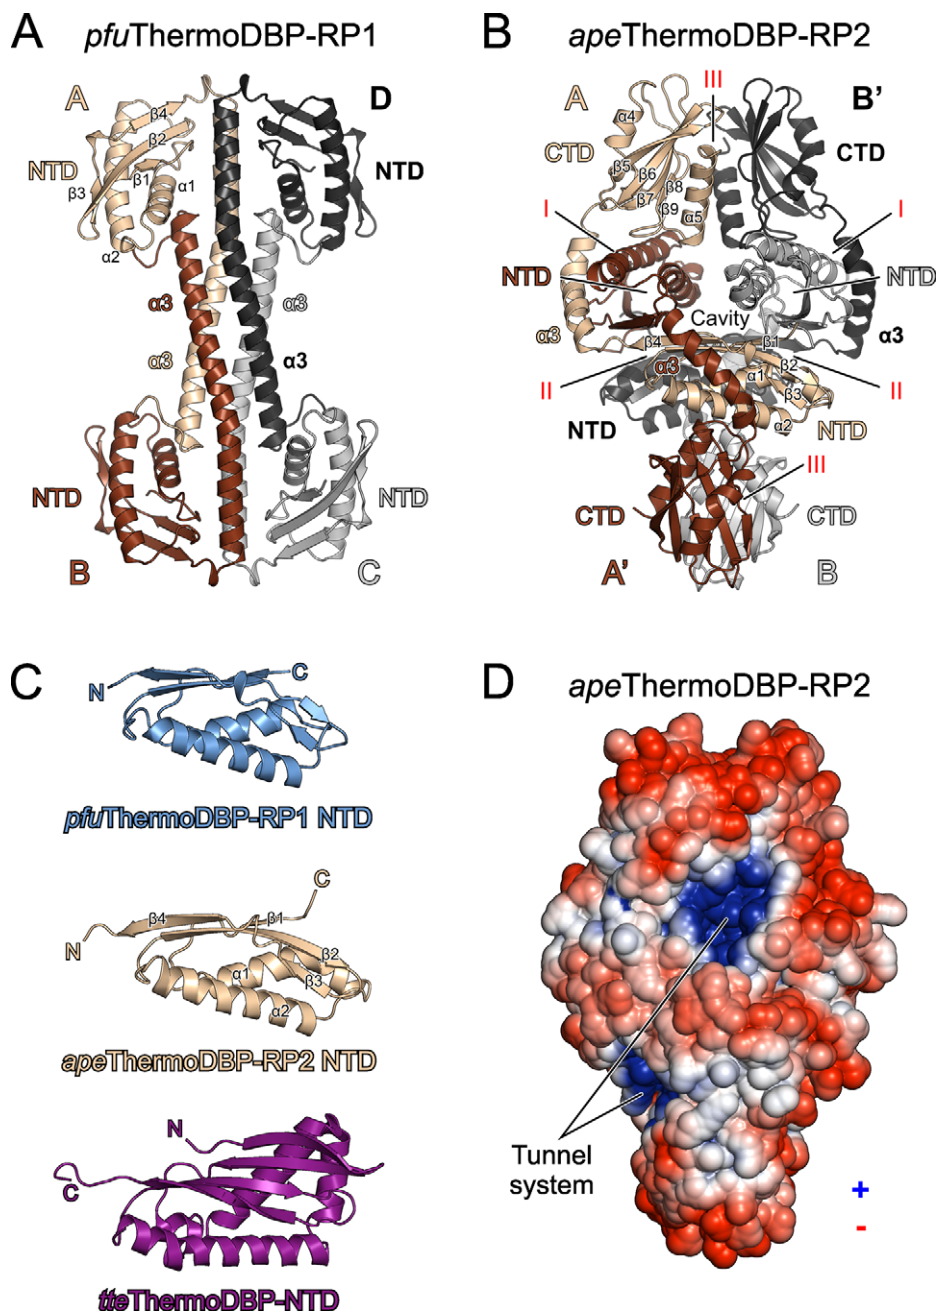 A pfuThermoDBP-RP1
A D
β4
β2
NTD NTD
β3 β1 α1
α2
α3 α3
α3 α3
NTD NTD
B C
B apeThermoDBP-RP2
III
A B’
α4
CTD CTD
β5 β6
β7 β8
β9 α5
I I
NTD NTD
Cavity
α3 β4 β1 α3
II α3 α1 β2 II
β3
NTD α2 NTD
III
CTD CTD
A’ B
C
N C
pfuThermoDBP-RP1 NTD
C
β4 β1
N
β2
α1 β3
α2
apeThermoDBP-RP2 NTD
N
C
tteThermoDBP-NTD
D apeThermoDBP-RP2
Tunnel
system
+
-